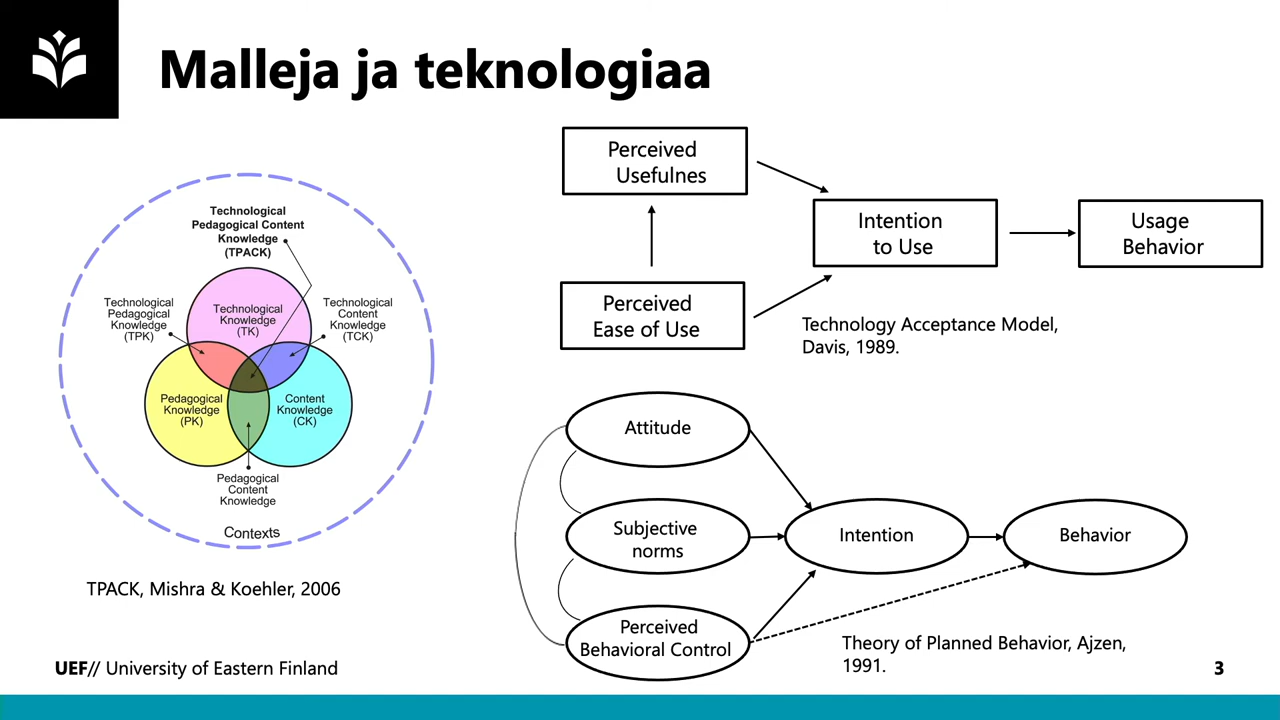 Malleja ja teknologiaa
Technological
Pedagogical Content
Knowledge
(TPACK)
Technological
Pedagogical
Knowledge
(TPK)
Technological
Knowledge
(TK)
Technological
Content
Knowledge
(TCK)
Pedagogical
Knowledge
(PK)
Content
Knowledge
(CK)
Pedagogical
Content
Knowledge
Contexts
TPACK, Mishra & Koehler, 2006
Perceived
Usefulnes
Perceived
Ease of Use
Intention
to Use
Usage
Behavior
Technology Acceptance Model,
Davis, 1989.
Attitude
Subjective
norms
Perceived
Behavioral Control
Intention
Behavior
Theory of Planned Behavior, Ajzen,
1991.
UEF// University of Eastern Finland
3